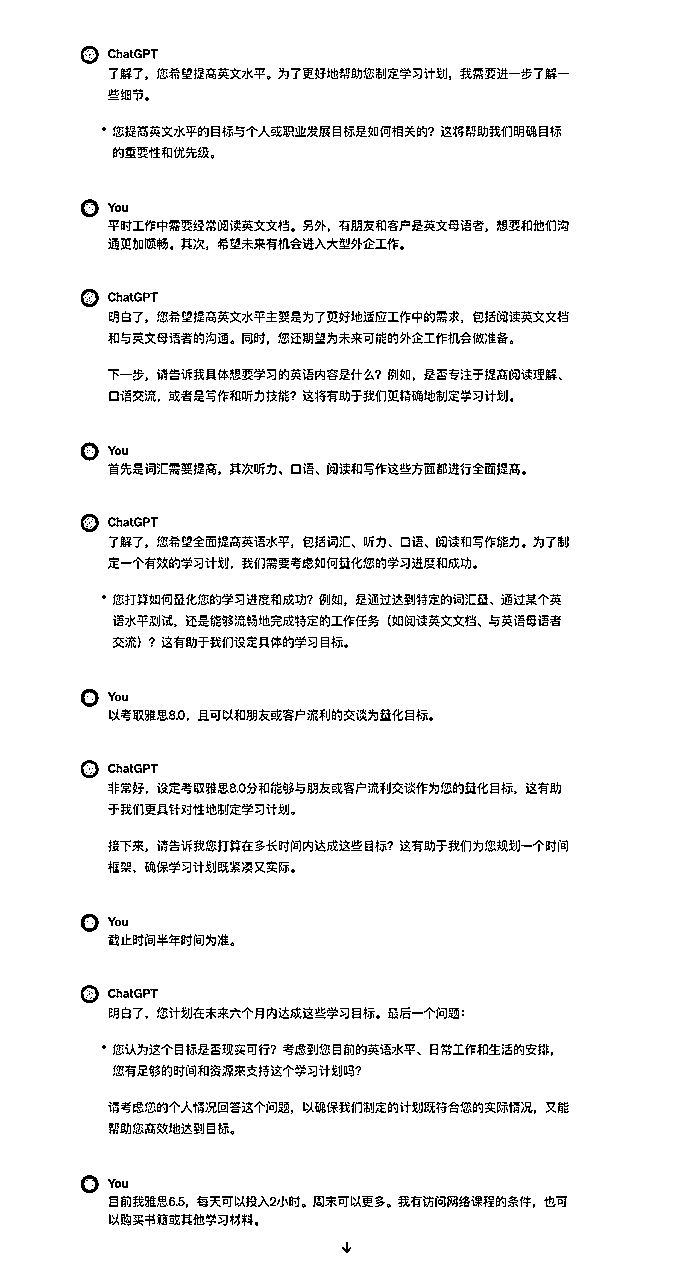 ChatGPT
了解了，您希望提高英文水平。为了更好地帮助您制定学习计划，我需要进一步了解一
些细节。
• 您提高英文水平的目标与个人或职业发展目标是如何相关的？这将帮助我们明确目标
的重要性和优先级。
You
平时工作中需要经常阅读英文文档。另外，有朋友和客户是英文母语者，想要和他们沟
通更加顺畅。其次，希望未来有机会进入大型外企工作。
ChatGPT
明白了，您希望提高英文水平主要是为了更好地适应工作中的需求，包括阅读英文文档
和与英文母语者的沟通。同时，您还期望为未来可能的外企工作机会做准备。
下一步，请告诉我具体想要学习的英语内容是什么？例如，是否专注于提高阅读理解、
口语交流，或者是写作和听力技能？这将有助于我们更精确地制定学习计划。
You
首先是词汇需要提高，其次听力、口语、阅读和写作这些方面都进行全面提高。
ChatGPT
了解了，您希望全面提高英语水平，包括词汇、听力、口语、阅读和写作能力。为了制
定一个有效的学习计划，我们需要考虑如何量化您的学习进度和成功。
• 您打算如何量化您的学习进度和成功？例如，是通过达到特定的词汇量、通过某个英
语水平测试，还是能够流畅地完成特定的工作任务（如阅读英文文档、与英语母语者
交流）？这有助于我们设定具体的学习目标。
You
以考取雅思8.0，且可以和朋友或客户流利的交谈为量化目标。
ChatGPT
非常好，设定考取雅思8.0分和能够与朋友或客户流利交谈作为您的量化目标，这有助
于我们更具针对性地制定学习计划。
接下来，请告诉我您打算在多长时间内达成这些目标？这有助于我们为您规划一个时间
框架，确保学习计划既紧凑又实际。
You
截止时间半年时间为准。
ChatGPT
明白了，您计划在未来六个月内达成这些学习目标。最后一个问题：
• 您认为这个目标是否现实可行？考虑到您目前的英语水平、日常工作和生活的安排，
您有足够的时间和资源来支持这个学习计划吗？
请考虑您的个人情况回答这个问题，以确保我们制定的计划既符合您的实际情况，又能
帮助您高效地达到目标。
You
目前我雅思6.5，每天可以投入2小时。周末可以更多。我有访问网络课程的条件，也可
以购买书籍或其他学习材料。